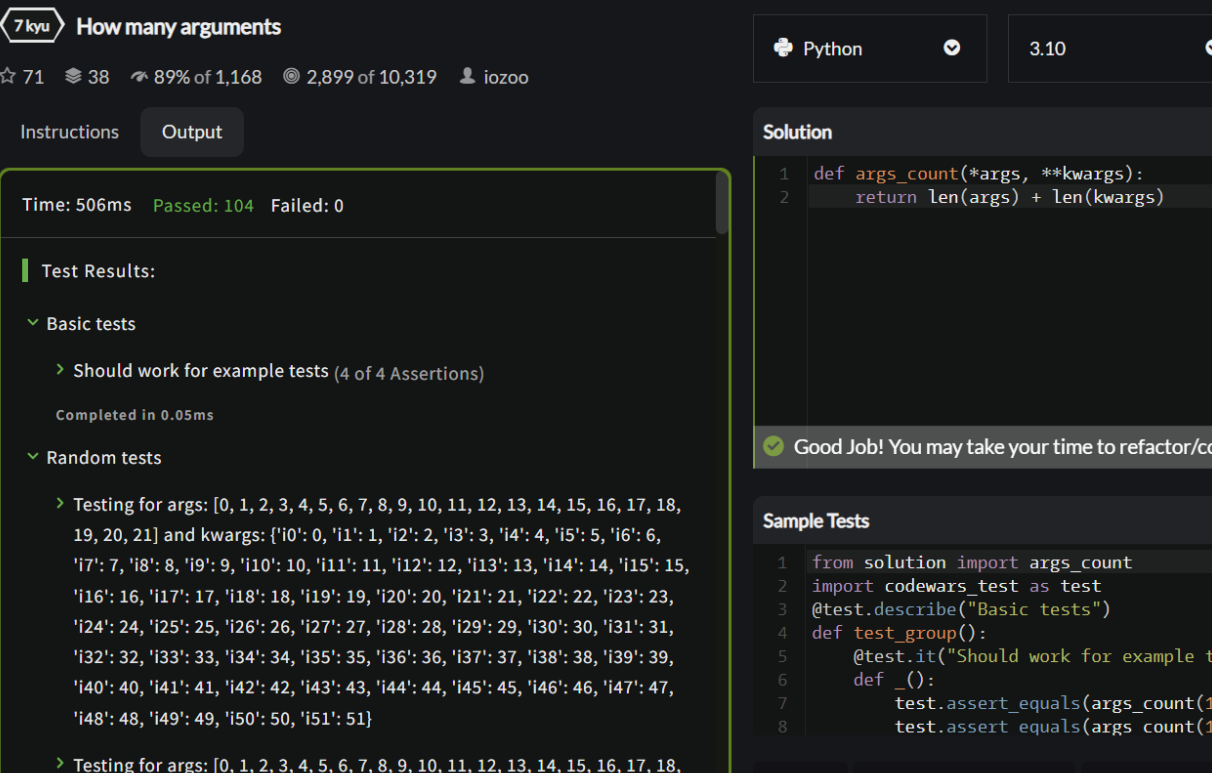 7 kyu How many arguments
71 38 89% of 1,168 2,899 of 10,319 iozoo
Instructions Output
Time: 506ms Passed: 104 Failed: 0
Test Results:
Basic tests
Should work for example tests (4 of 4 Assertions)
Completed in 0.05ms
Random tests
Testing for args: [0, 1, 2, 3, 4, 5, 6, 7, 8, 9, 10, 11, 12, 13, 14, 15, 16, 17, 18,
19, 20, 21] and kwargs: {'i0': 0, 'i1': 1, 'i2': 2, 'i3': 3, 'i4': 4, 'i5': 5, 'i6': 6,
'i7': 7, 'i8': 8, 'i9': 9, 'i10': 10, 'i11': 11, 'i12': 12, 'i13': 13, 'i14': 14, 'i15': 15,
'i16': 16, 'i17': 17, 'i18': 18, 'i19': 19, 'i20': 20, 'i21': 21, 'i22': 22, 'i23': 23,
'i24': 24, 'i25': 25, 'i26': 26, 'i27': 27, 'i28': 28, 'i29': 29, 'i30': 30, 'i31': 31,
'i32': 32, 'i33': 33, 'i34': 34, 'i35': 35, 'i36': 36, 'i37': 37, 'i38': 38, 'i39': 39,
'i40': 40, 'i41': 41, 'i42': 42, 'i43': 43, 'i44': 44, 'i45': 45, 'i46': 46, 'i47': 47,
'i48': 48, 'i49': 49, 'i50': 50, 'i51': 51}
Testing for args: [0, 1, 2, 3, 4, 5, 6, 7, 8, 9, 10, 11, 12, 13, 14, 15, 16, 17, 18,
Python 3.10
Solution
1 def args_count(*args, **kwargs):
2 return len(args) + len(kwargs)
Good Job! You may take your time to refactor/co
Sample Tests
1 from solution import args_count
2 import codewars_test as test
3 @test.describe("Basic tests")
4 def test_group():
5 @test.it("Should work for example t
6 def _():
7 test.assert_equals(args_count(1
8 test.assert_equals(args_count(1